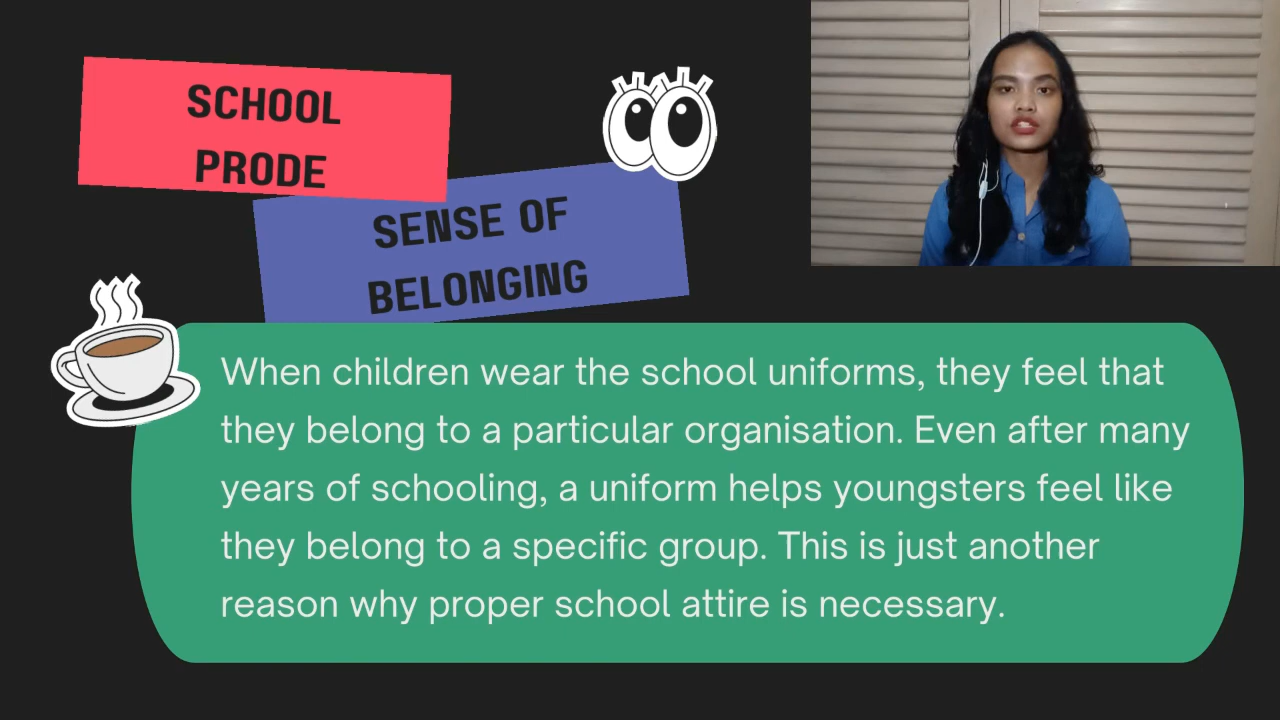 SCHOOL
PRODE
SENSE OF
BELONGING
When children wear the school uniforms, they feel that
they belong to a particular organisation. Even after many
years of schooling, a uniform helps youngsters feel like
they belong to a specific group. This is just another
reason why proper school attire is necessary.